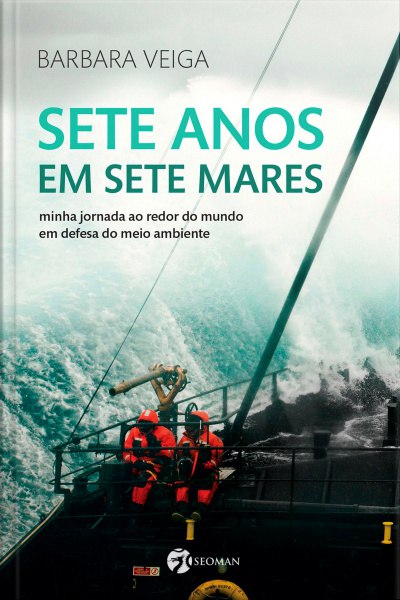 BARBARA VEIGA
SETE ANOS
EM SETE MARES
minha jornada ao redor do mundo
em defesa do meio ambiente
SEOMAN